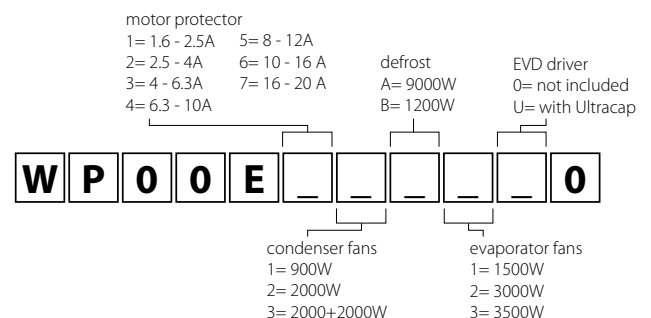 motor protector
1= 1.6 - 2.5A
2= 2.5 - 4A
3= 4 - 6.3A
4= 6.3 - 10A
5= 8 - 12A
6= 10 - 16 A
7= 16 - 20 A
defrost
A= 9000W
B= 1200W
EVD driver
0= not included
U= with Ultracap
W P 0 0 E _ _ _ _ _ 0
condenser fans
1= 900W
2= 2000W
3= 2000+2000W
evaporator fans
1= 1500W
2= 3000W
3= 3500W